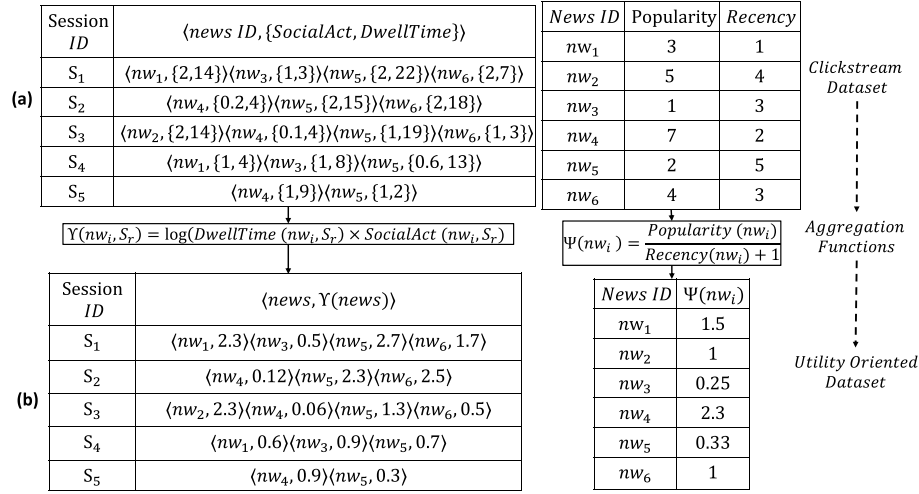 (a)
Session ID ⟨news ID, {SocialAct, DwellTime}⟩
S₁ ⟨nw₁, {2,14}⟩⟨nw₃, {1,3}⟩⟨nw₅, {2, 22}⟩⟨nw₆, {2,7}⟩
S₂ ⟨nw₄, {0.2,4}⟩⟨nw₅, {2,15}⟩⟨nw₆, {2,18}⟩
S₃ ⟨nw₂, {2,14}⟩⟨nw₄, {0.1,4}⟩⟨nw₅, {1,19}⟩⟨nw₆, {1, 3}⟩
S₄ ⟨nw₁, {1, 4}⟩⟨nw₃, {1, 8}⟩⟨nw₅, {0.6, 13}⟩
S₅ ⟨nw₄, {1,9}⟩⟨nw₅, {1,2}⟩
News ID Popularity Recency
nw₁ 3 1
nw₂ 5 4
nw₃ 1 3
nw₄ 7 2
nw₅ 2 5
nw₆ 4 3
Clickstream
Dataset
ϒ(nwᵢ, Sᵣ) = log(DwellTime (nwᵢ, Sᵣ) × SocialAct (nwᵢ, Sᵣ)
Ψ(nwᵢ ) = Popularity (nwᵢ) / Recency(nwᵢ) + 1
Aggregation
Functions
(b)
Session ID ⟨news, ϒ(news)⟩
S₁ ⟨nw₁, 2.3⟩⟨nw₃, 0.5⟩⟨nw₅, 2.7⟩⟨nw₆, 1.7⟩
S₂ ⟨nw₄, 0.12⟩⟨nw₅, 2.3⟩⟨nw₆, 2.5⟩
S₃ ⟨nw₂, 2.3⟩⟨nw₄, 0.06⟩⟨nw₅, 1.3⟩⟨nw₆, 0.5⟩
S₄ ⟨nw₁, 0.6⟩⟨nw₃, 0.9⟩⟨nw₅, 0.7⟩
S₅ ⟨nw₄, 0.9⟩⟨nw₅, 0.3⟩
News ID Ψ(nwᵢ)
nw₁ 1.5
nw₂ 1
nw₃ 0.25
nw₄ 2.3
nw₅ 0.33
nw₆ 1
Utility Oriented
Dataset